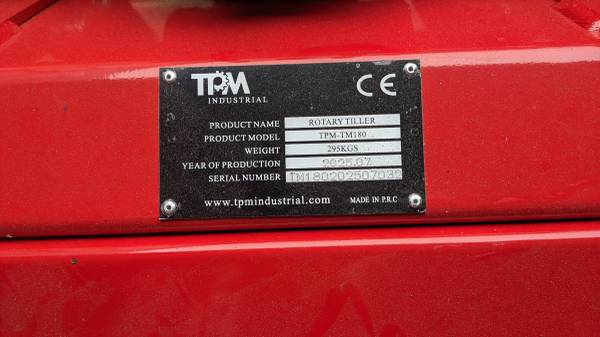 TPM
INDUSTRIAL
CE
PRODUCT NAME ROTARY TILLER
PRODUCT MODEL TPM-TM180
WEIGHT 295KGS
YEAR OF PRODUCTION 2025.07
SERIAL NUMBER TM180202507032
www.tpmindustrial.com MADE IN P.R.C